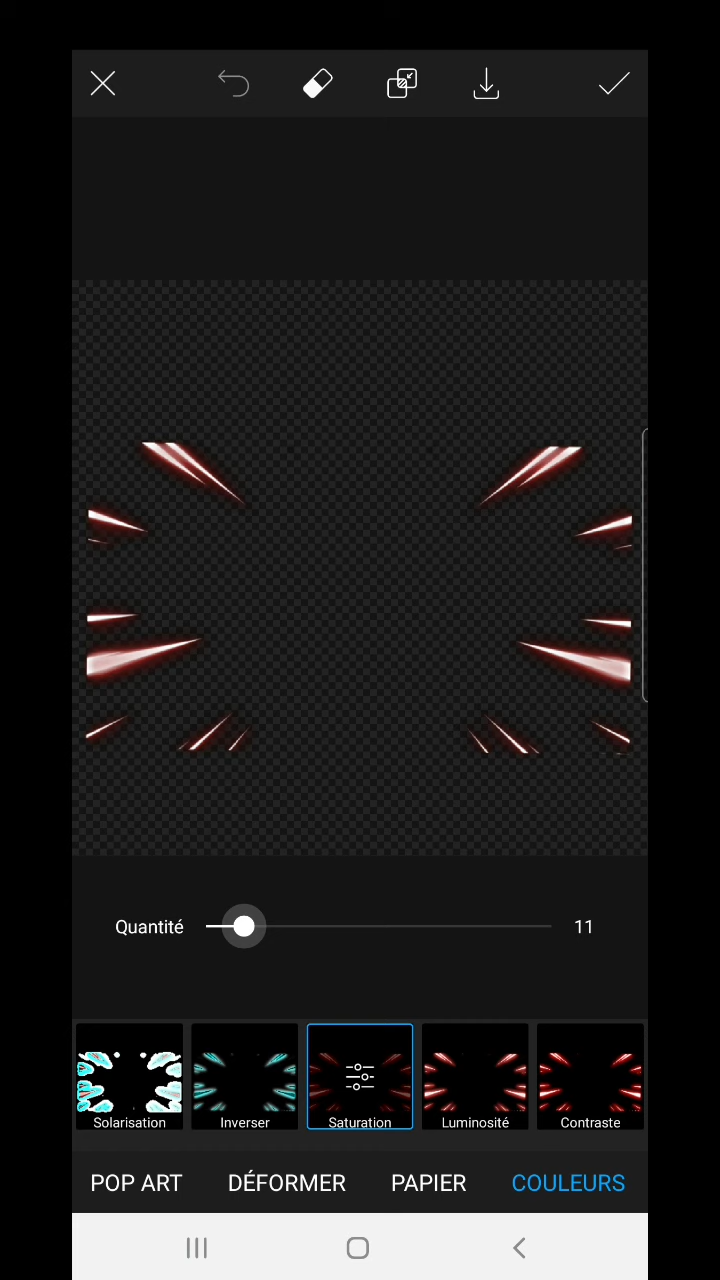 Quantité 11
Solarisation Inverser Saturation Luminosité Contraste
POP ART DÉFORMER PAPIER COULEURS